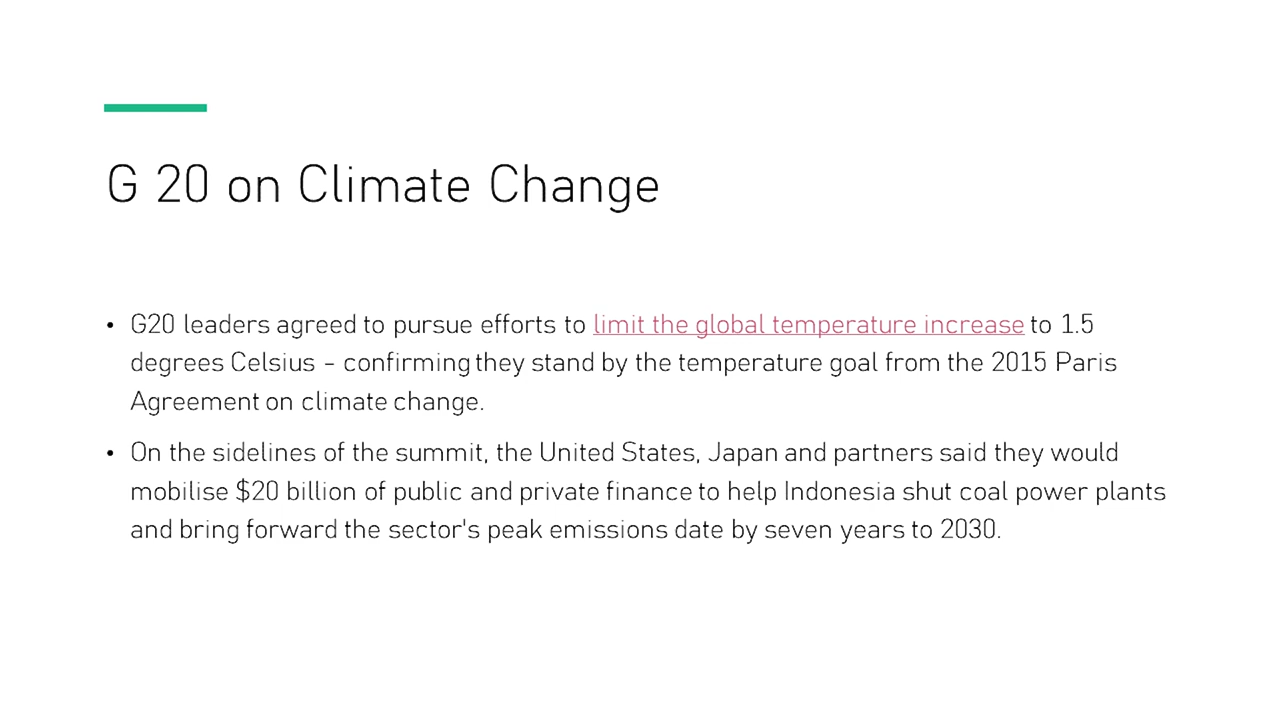 G 20 on Climate Change
• G20 leaders agreed to pursue efforts to limit the global temperature increase to 1.5
degrees Celsius – confirming they stand by the temperature goal from the 2015 Paris
Agreement on climate change.
• On the sidelines of the summit, the United States, Japan and partners said they would
mobilise $20 billion of public and private finance to help Indonesia shut coal power plants
and bring forward the sector's peak emissions date by seven years to 2030.